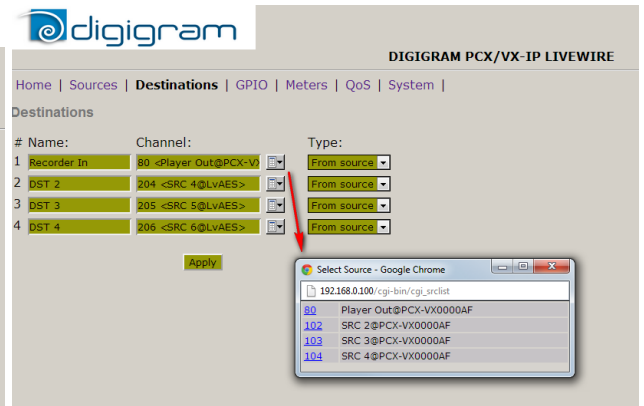 digigram
DIGIGRAM PCX/VX-IP LIVEWIRE
Home | Sources | Destinations | GPIO | Meters | QoS | System |
Destinations
# Name: Channel: Type:
1 Recorder In 80 <Player Out@PCX-VX From source
2 DST 2 204 <SRC 4@LvAES> From source
3 DST 3 205 <SRC 5@LvAES> From source
4 DST 4 206 <SRC 6@LvAES> From source
Apply
Select Source - Google Chrome
192.168.0.100/cgi-bin/cgi_srclist
80 Player Out@PCX-VX0000AF
102 SRC 2@PCX-VX0000AF
103 SRC 3@PCX-VX0000AF
104 SRC 4@PCX-VX0000AF